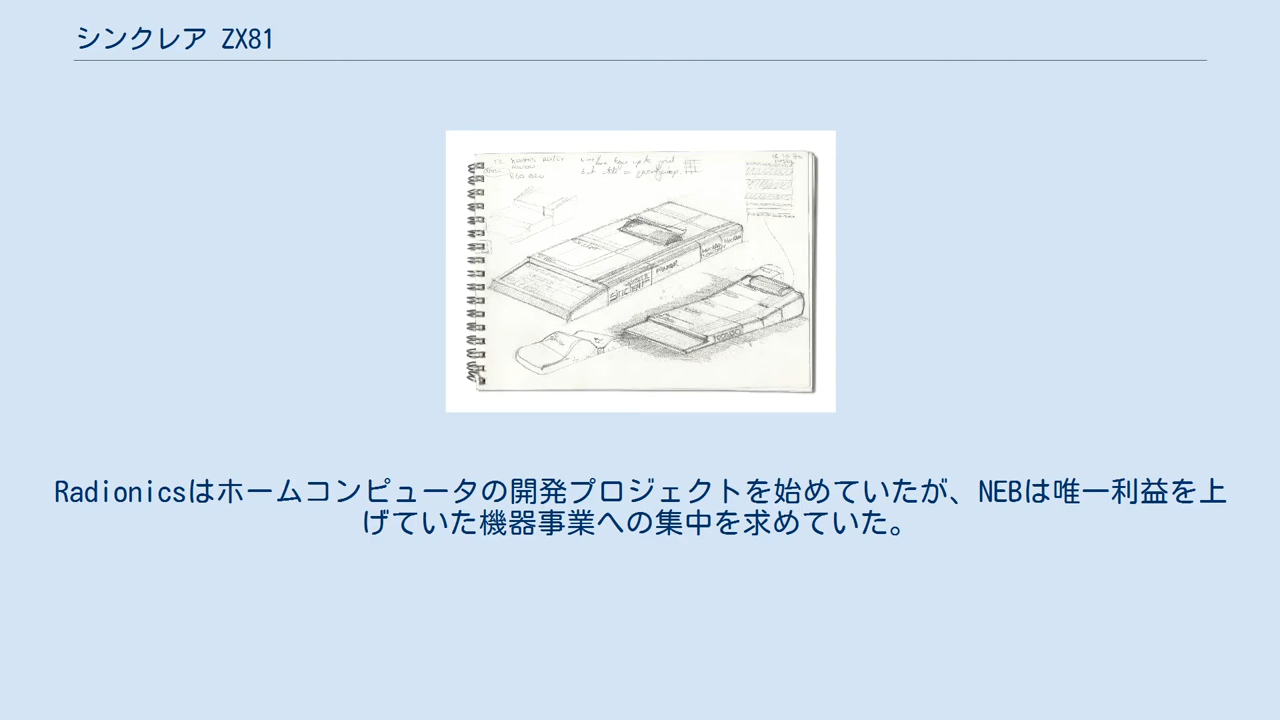 シンクレア ZX81
sinclair
Radionicsはホームコンピュータの開発プロジェクトを始めていたが、NEBは唯一利益を上
げていた機器事業への集中を求めていた。